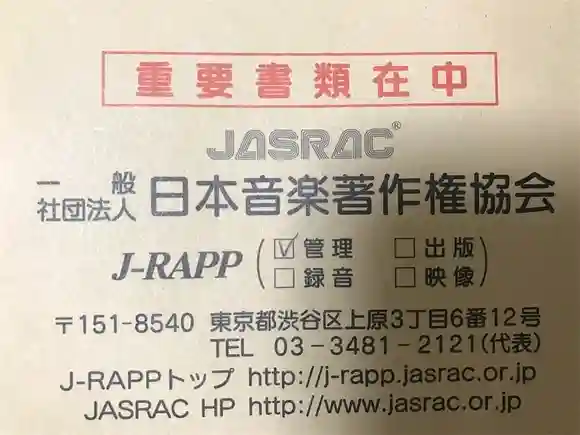 重要書類在中
JASRAC®
一般社団法人 日本音楽著作権協会
J-RAPP (☑管理 □出版 □録音 □映像)
〒151-8540 東京都渋谷区上原3丁目6番12号
TEL 03-3481-2121(代表)
J-RAPPトップ http://j-rapp.jasrac.or.jp
JASRAC HP http://www.jasrac.or.jp